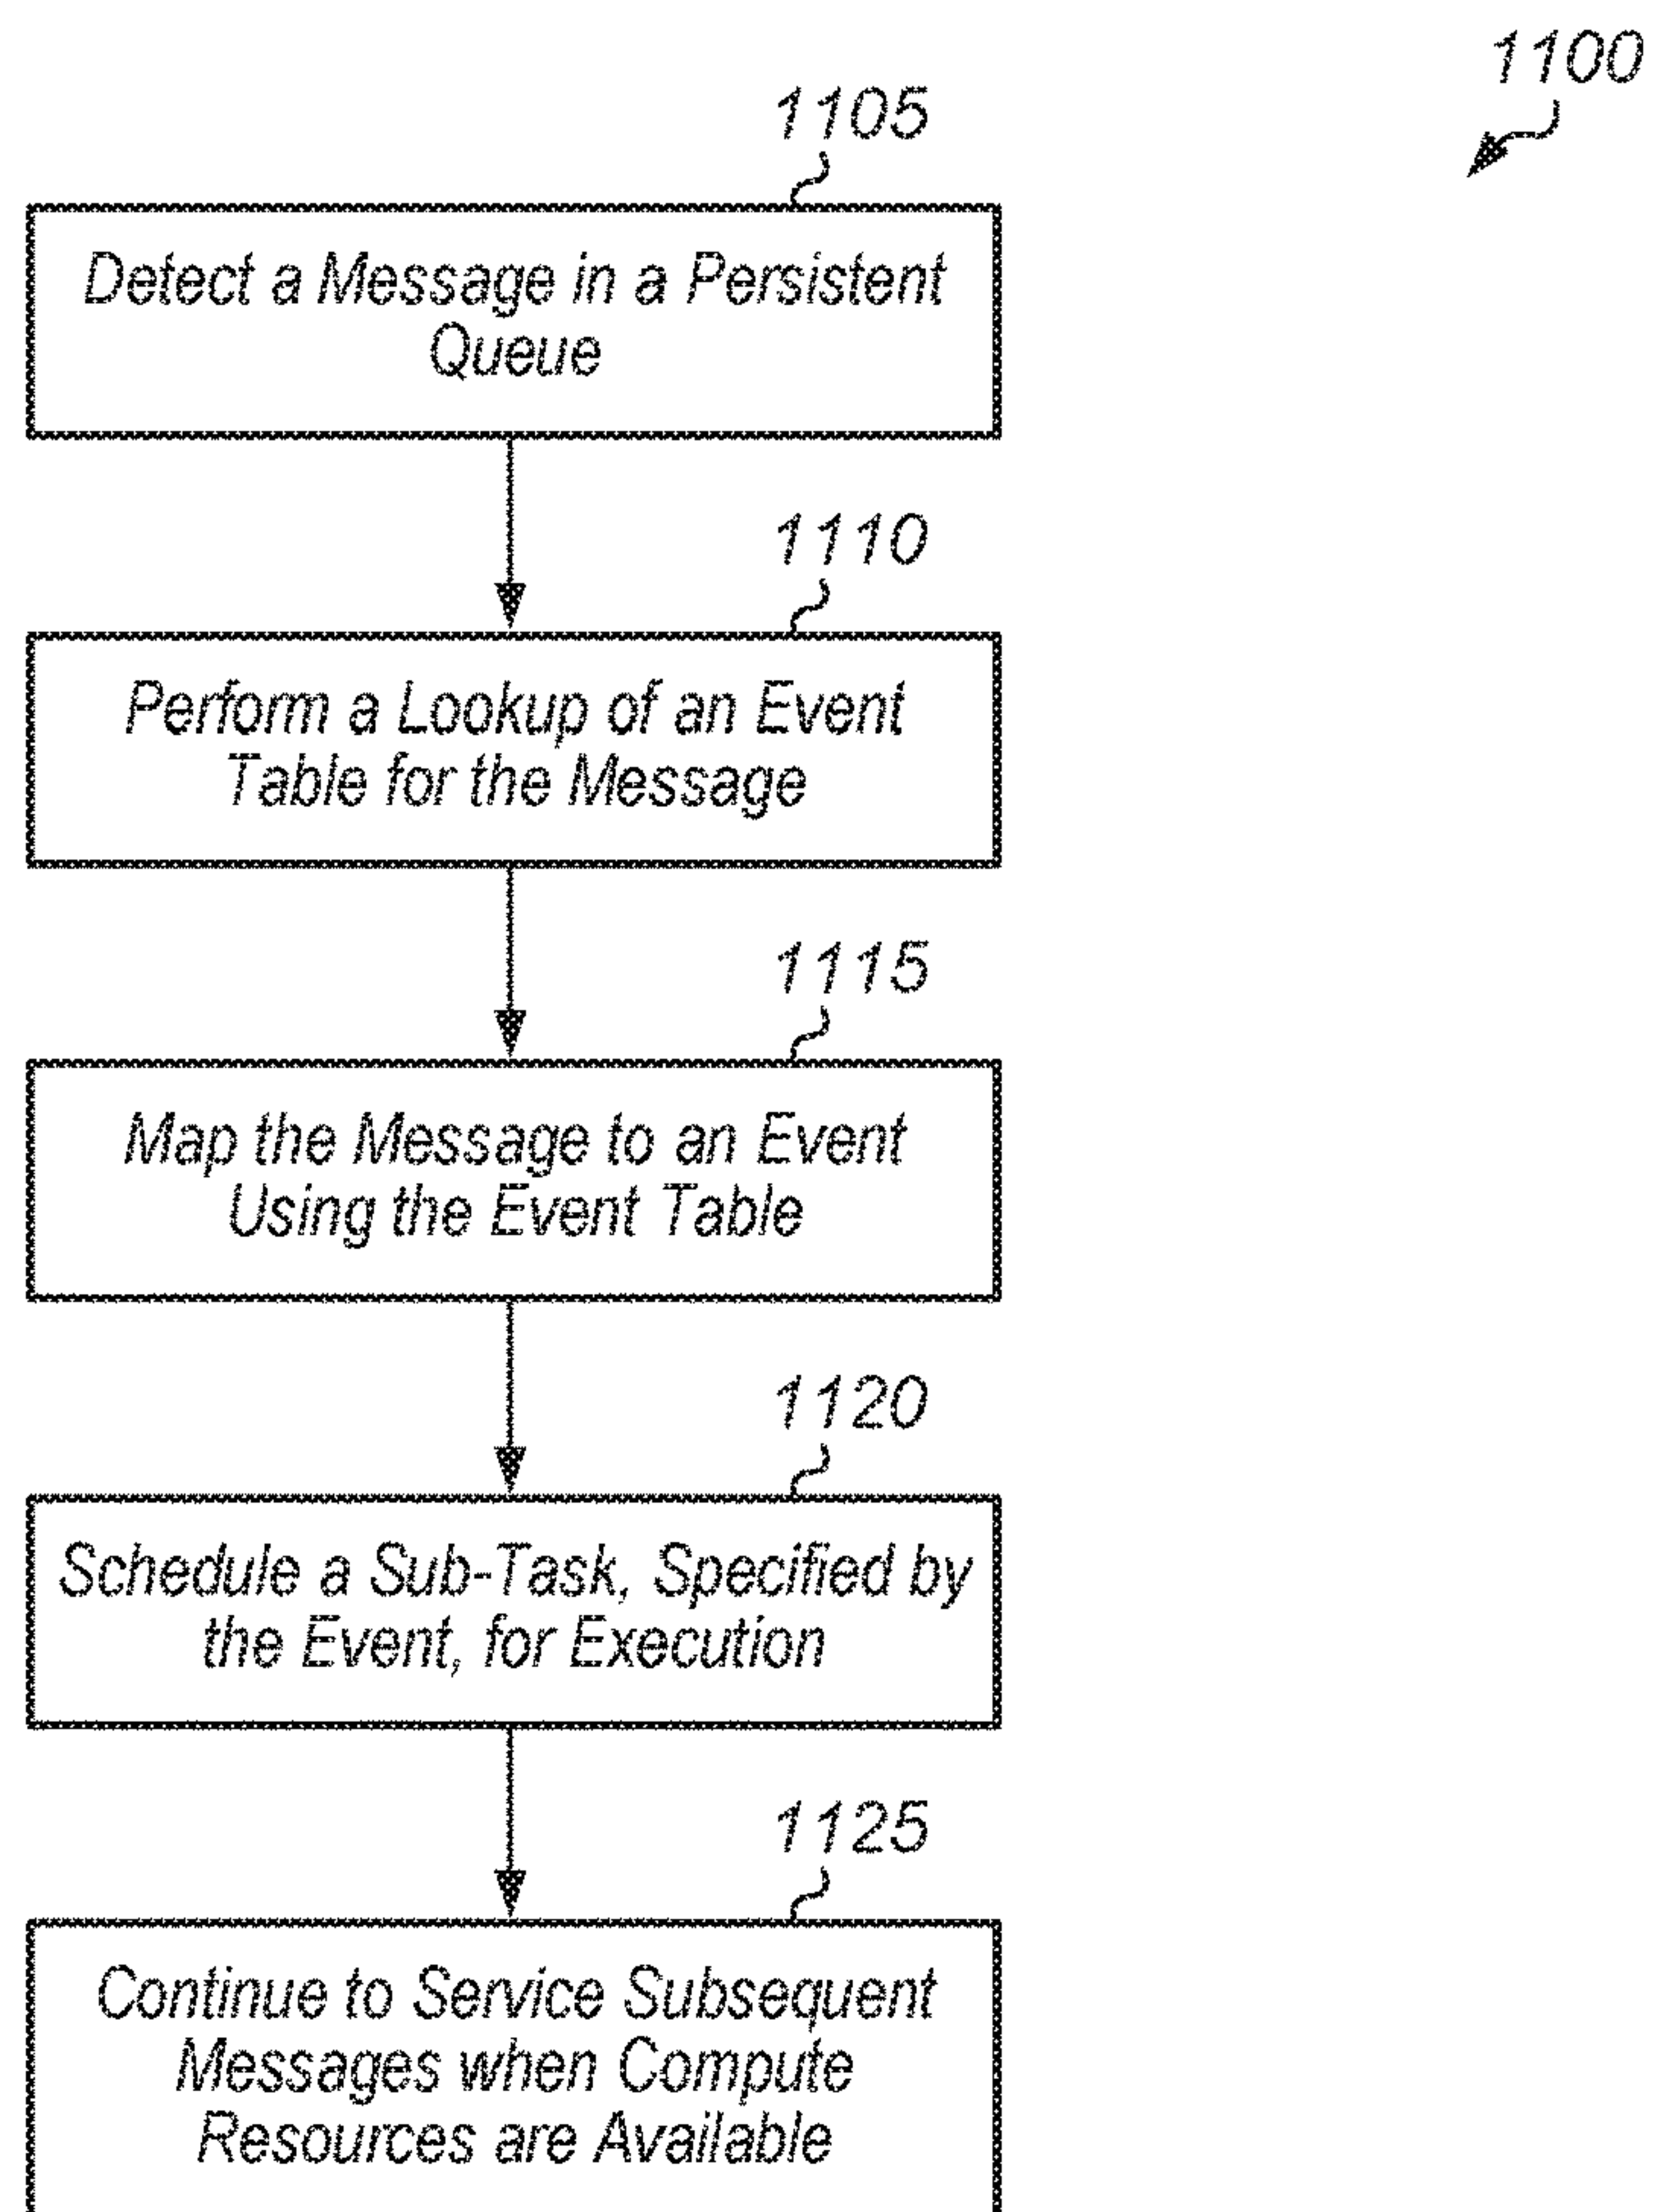 1100
1105
Detect a Message in a Persistent
Queue
1110
Perform a Lookup of an Event
Table for the Message
1115
Map the Message to an Event
Using the Event Table
1120
Schedule a Sub-Task, Specified by
the Event, for Execution
1125
Continue to Service Subsequent
Messages when Compute
Resources are Available